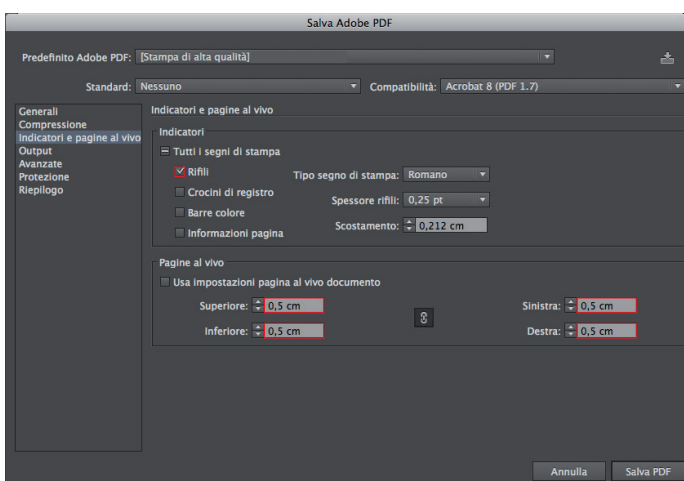 Salva Adobe PDF
Predefinito Adobe PDF: [Stampa di alta qualità]
Standard: Nessuno Compatibilità: Acrobat 8 (PDF 1.7)
Generali
Compressione
Indicatori e pagine al vivo
Output
Avanzate
Protezione
Riepilogo
Indicatori e pagine al vivo
Indicatori
Tutti i segni di stampa
Rifili
Crocini di registro
Barre colore
Informazioni pagina
Tipo segno di stampa: Romano
Spessore rifili: 0,25 pt
Scostamento: 0,212 cm
Pagine al vivo
Usa impostazioni pagina al vivo documento
Superiore: 0,5 cm Sinistra: 0,5 cm
Inferiore: 0,5 cm Destra: 0,5 cm
Annulla Salva PDF